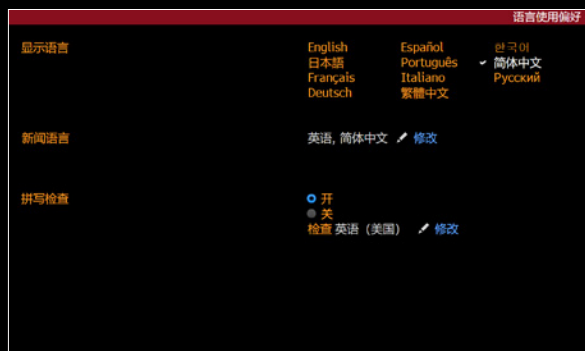 语言使用偏好
显示语言 English Español 한국어
日本語 Português ✓ 简体中文
Français Italiano Русский
Deutsch 繁體中文
新闻语言 英语, 简体中文 修改
拼写检查 开
关
检查 英语 (美国) 修改